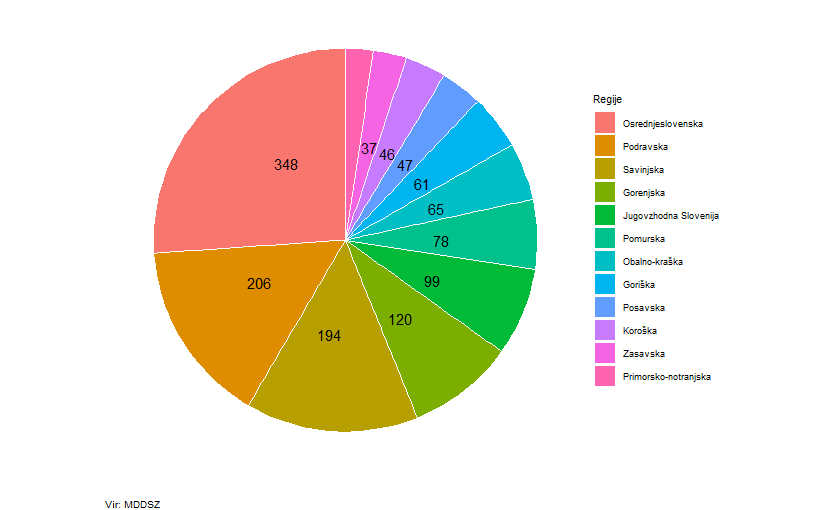 348
206
194
120
99
78
65
61
47
46
37
Regije
Osrednjeslovenska
Podravska
Savinjska
Gorenjska
Jugovzhodna Slovenija
Pomurska
Obalno-kraška
Goriška
Posavska
Koroška
Zasavska
Primorsko-notranjska
Vir: MDDSZ